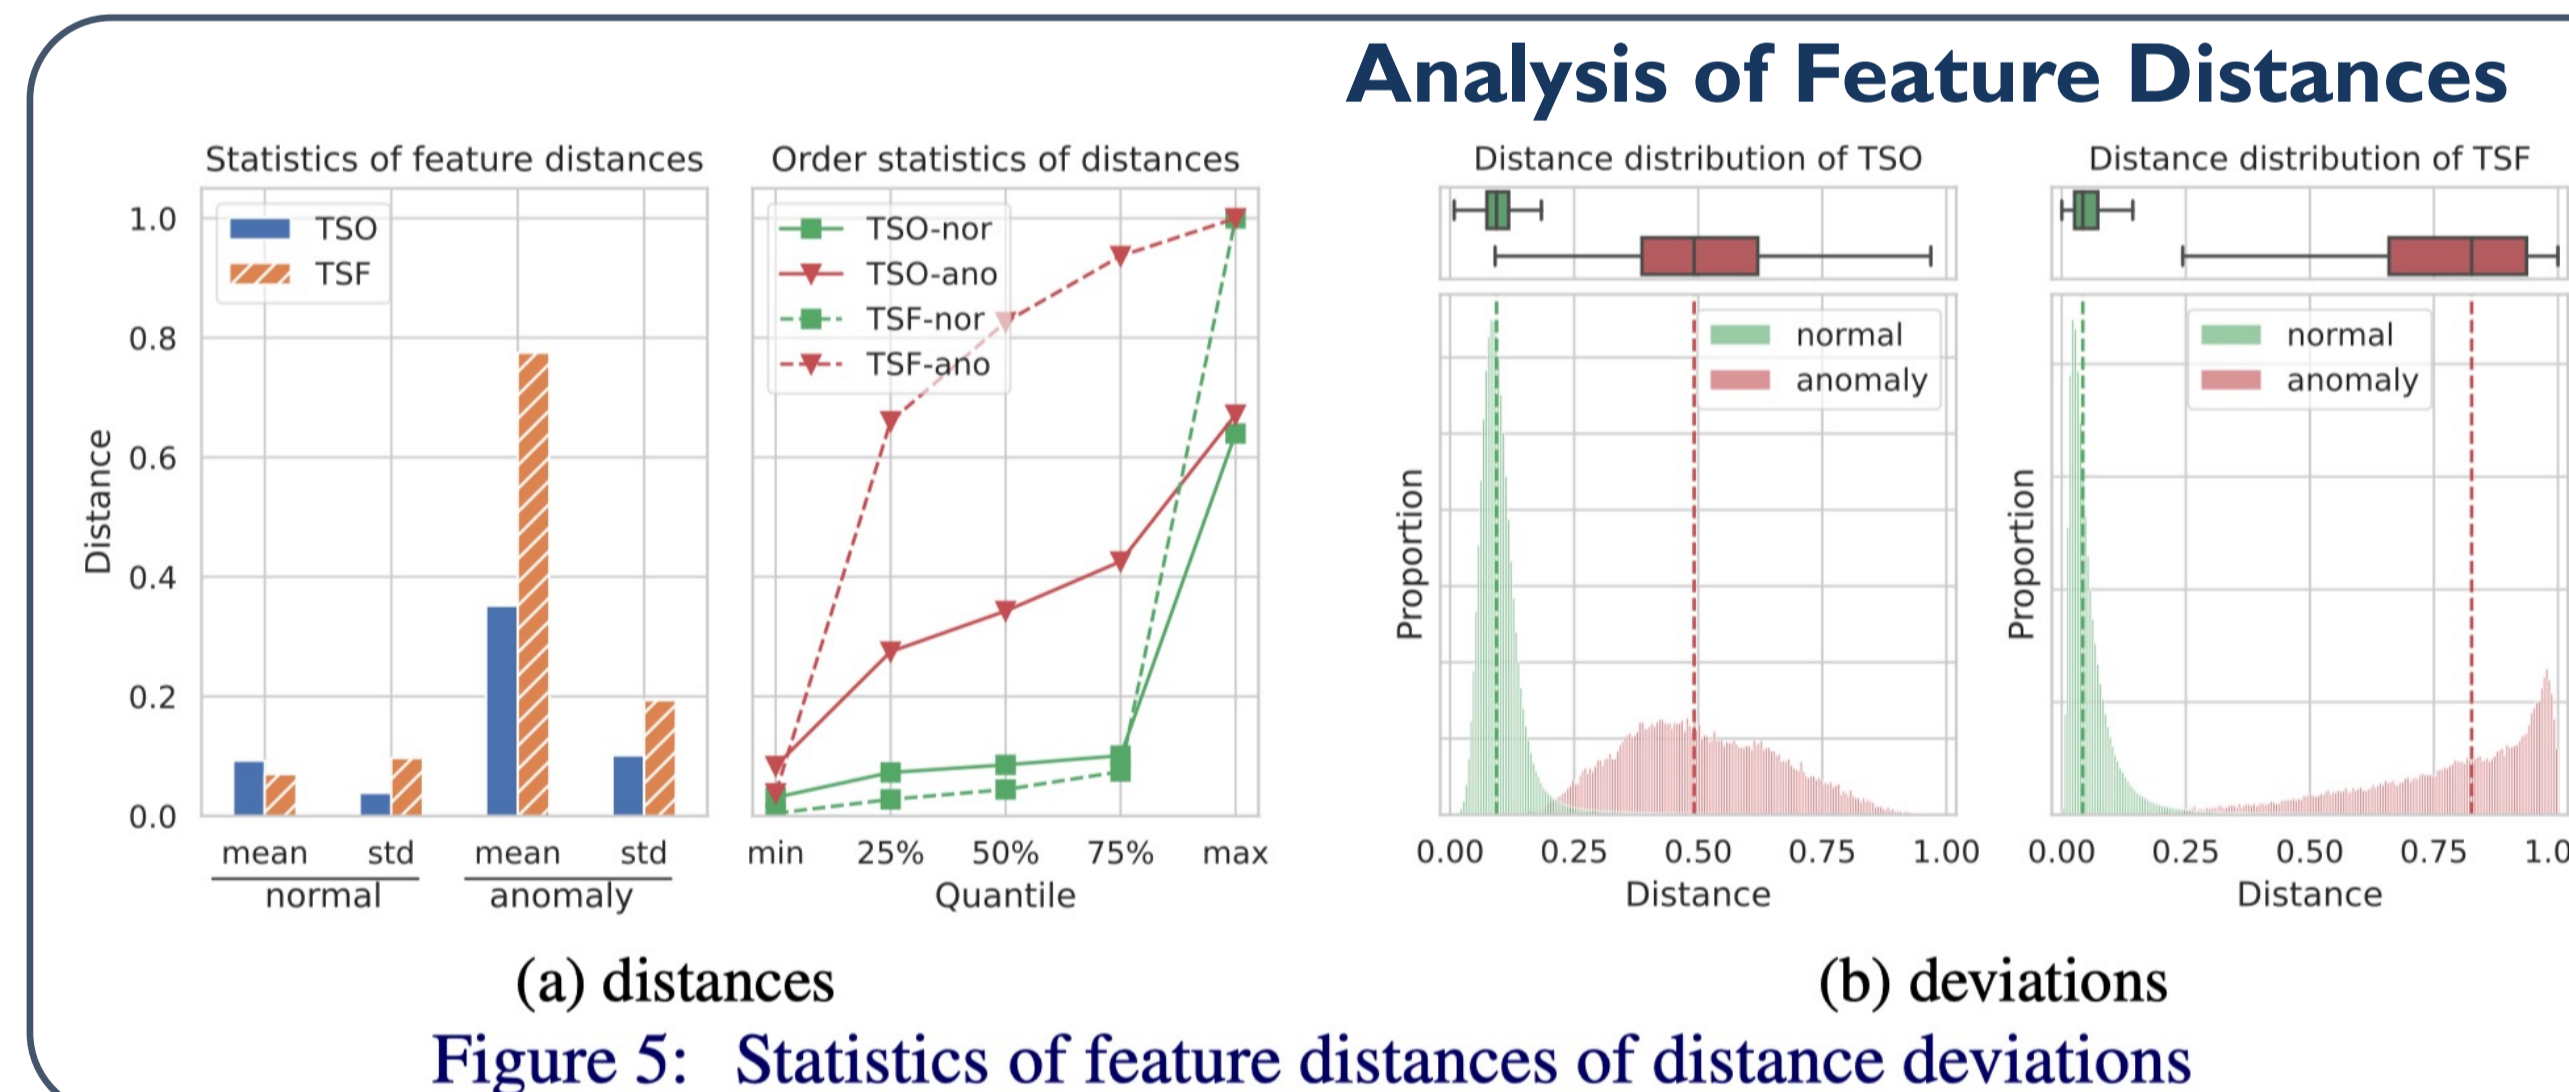 Analysis of Feature Distances
Statistics of feature distances
TSO
TSF
Distance
1.0
0.8
0.6
0.4
0.2
0.0
mean std mean std
normal anomaly
Order statistics of distances
TSO-nor
TSO-ano
TSF-nor
TSF-ano
min 25% 50% 75% max
Quantile
(a) distances
Distance distribution of TSO
normal
anomaly
Proportion
0.00 0.25 0.50 0.75 1.00
Distance
Distance distribution of TSF
normal
anomaly
Proportion
0.00 0.25 0.50 0.75 1.0
Distance
(b) deviations
Figure 5: Statistics of feature distances of distance deviations